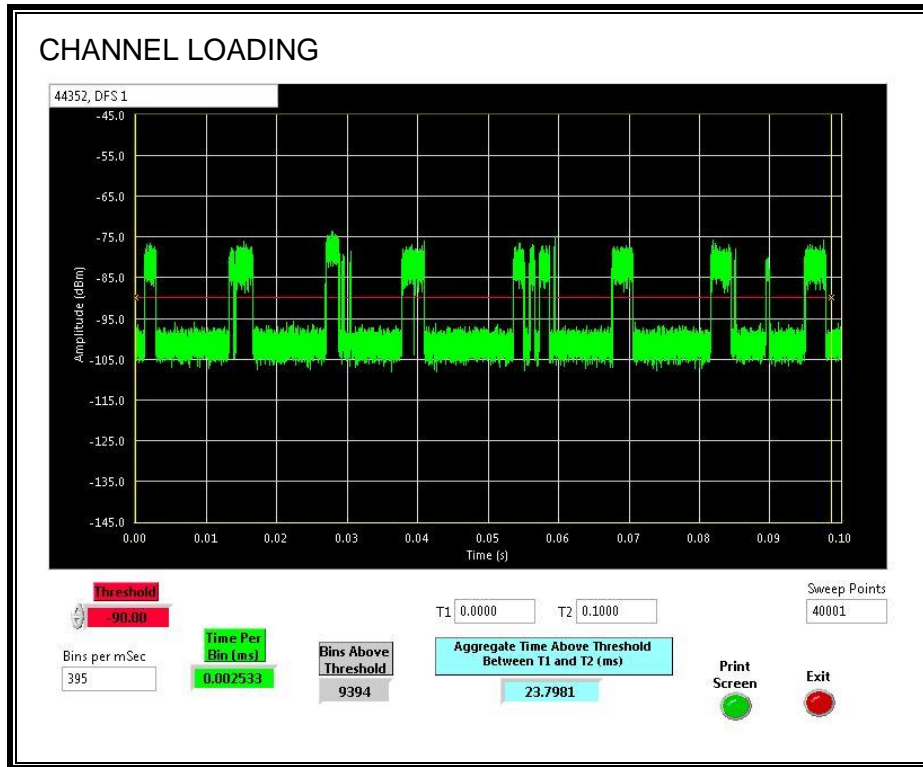 CHANNEL LOADING
44352, DFS 1
-45.0
-55.0
-65.0
-75.0
-85.0
-95.0
-105.0
-115.0
-125.0
-135.0
-145.0
Amplitude (dBm)
0.00 0.01 0.02 0.03 0.04 0.05 0.06 0.07 0.08 0.09 0.10
Time (s)
Threshold
-90.00
Bins per mSec
395
Time Per
Bin (ms)
0.002533
Bins Above
Threshold
9394
T1 0.0000 T2 0.1000
Aggregate Time Above Threshold
Between T1 and T2 (ms)
23.7981
Sweep Points
40001
Print
Screen
Exit